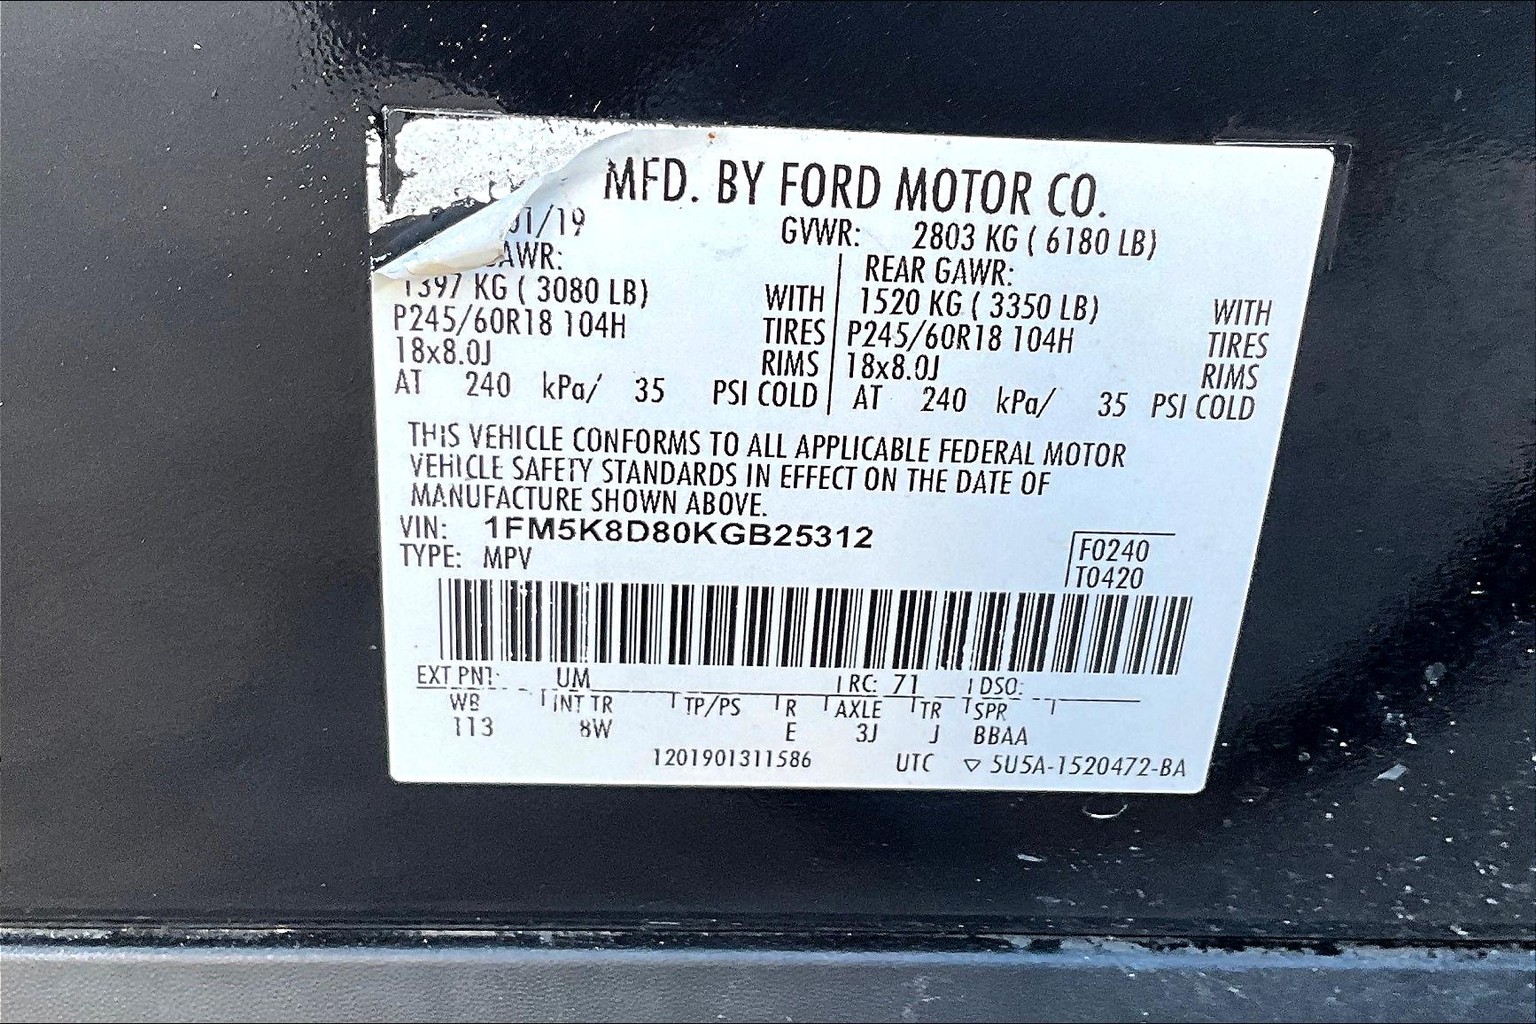 MFD. BY FORD MOTOR CO.
01/19 GVWR: 2803 KG ( 6180 LB)
GAWR: REAR GAWR:
1397 KG ( 3080 LB) WITH 1520 KG ( 3350 LB) WITH
P245/60R18 104H TIRES P245/60R18 104H TIRES
18x8.0J RIMS 18x8.0J RIMS
AT 240 kPa/ 35 PSI COLD AT 240 kPa/ 35 PSI COLD
THIS VEHICLE CONFORMS TO ALL APPLICABLE FEDERAL MOTOR
VEHICLE SAFETY STANDARDS IN EFFECT ON THE DATE OF
MANUFACTURE SHOWN ABOVE.
VIN: 1FM5K8D80KGB25312
TYPE: MPV
F0240
T0420
EXT PNT: UM RC: 71 DSO:
WB INT TR TP/PS R AXLE TR SPR
113 8W E 3J J BBAA
1201901311586 UTC ▽ 5U5A-1520472-BA